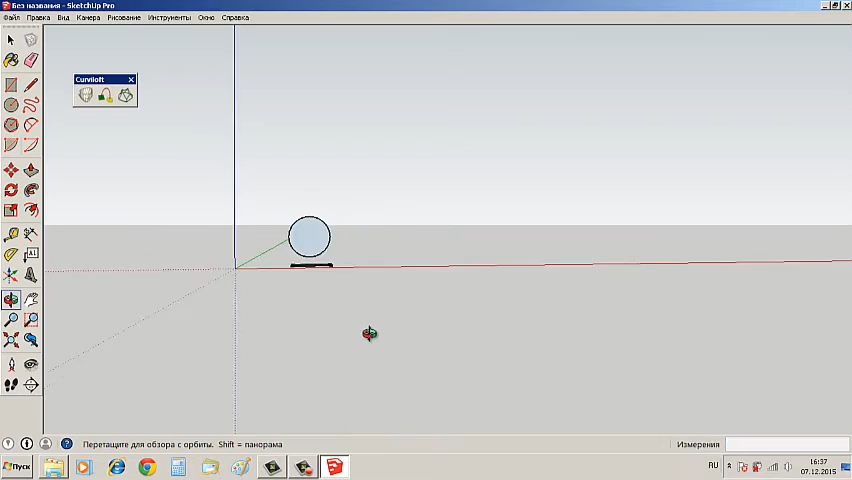 Без названия - SketchUp Pro
Файл Правка Вид Камера Рисование Инструменты Окно Справка
Curviloft
A1
Перетащите для обзора с орбиты. Shift = панорама
Измерения
Пуск
RU
16:37
07.12.2015